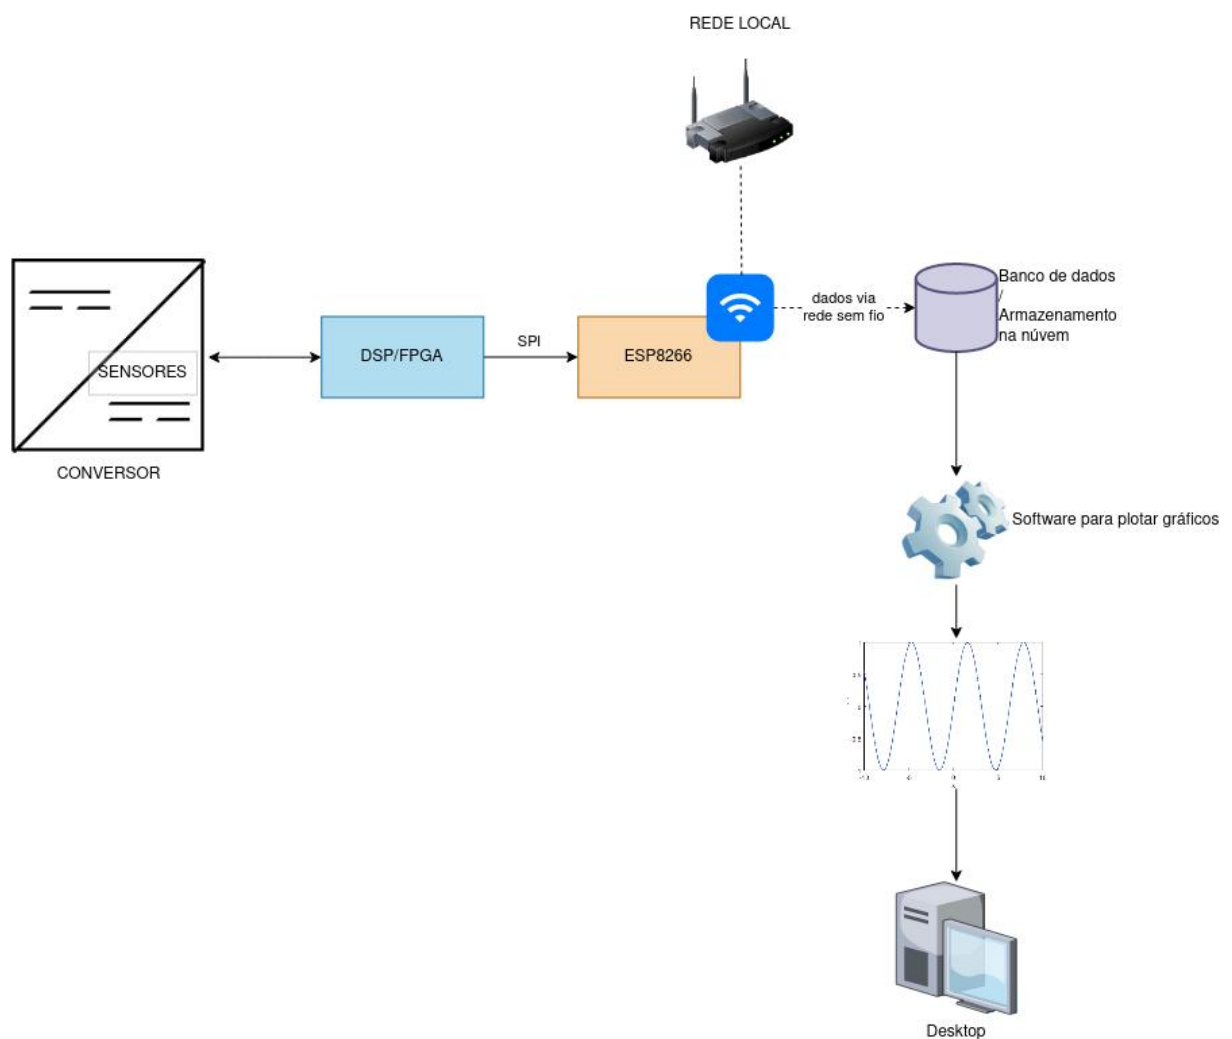 REDE LOCAL
Banco de dados
/
Armazenamento
na núvem
dados via
rede sem fio
SPI
DSP/FPGA
ESP8266
SENSORES
CONVERSOR
Software para plotar gráficos
Desktop